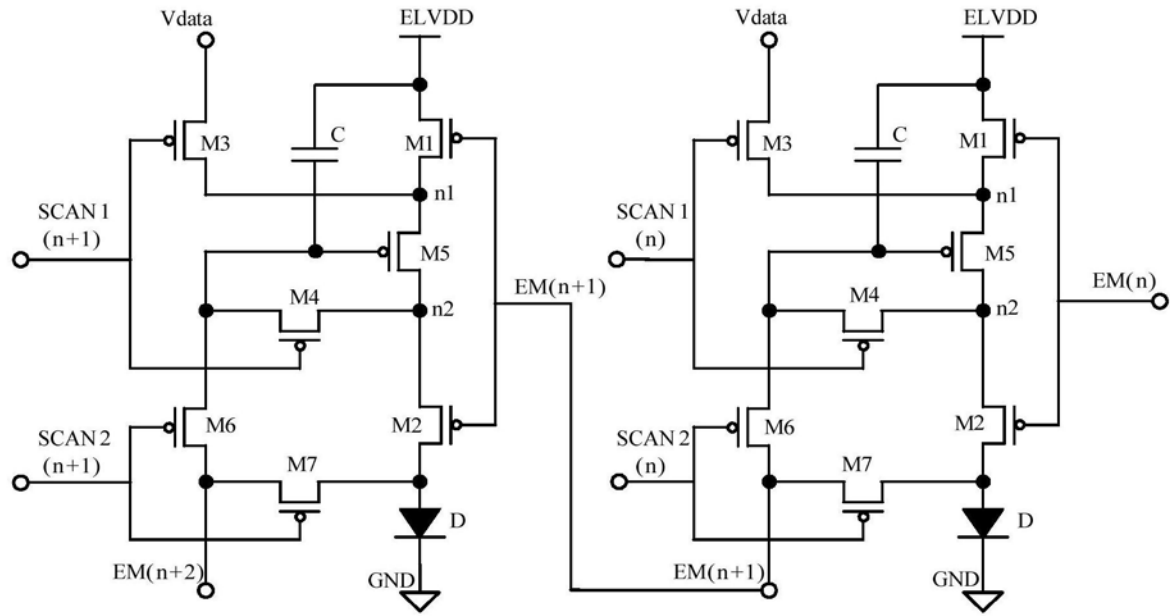 Vdata
ELVDD
Vdata
ELVDD
M3
C
M1
M3
C
M1
n1
n1
SCAN 1
(n+1)
SCAN 1
(n)
M5
M5
EM(n+1)
EM(n)
M4
n2
M4
n2
M6
M2
M6
M2
SCAN 2
(n+1)
SCAN 2
(n)
M7
M7
D
D
EM(n+2)
GND
EM(n+1)
GND